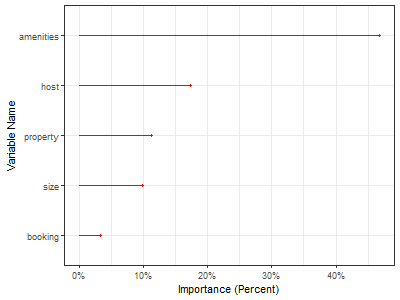 Variable Name
amenities
host
property
size
booking
0% 10% 20% 30% 40%
Importance (Percent)